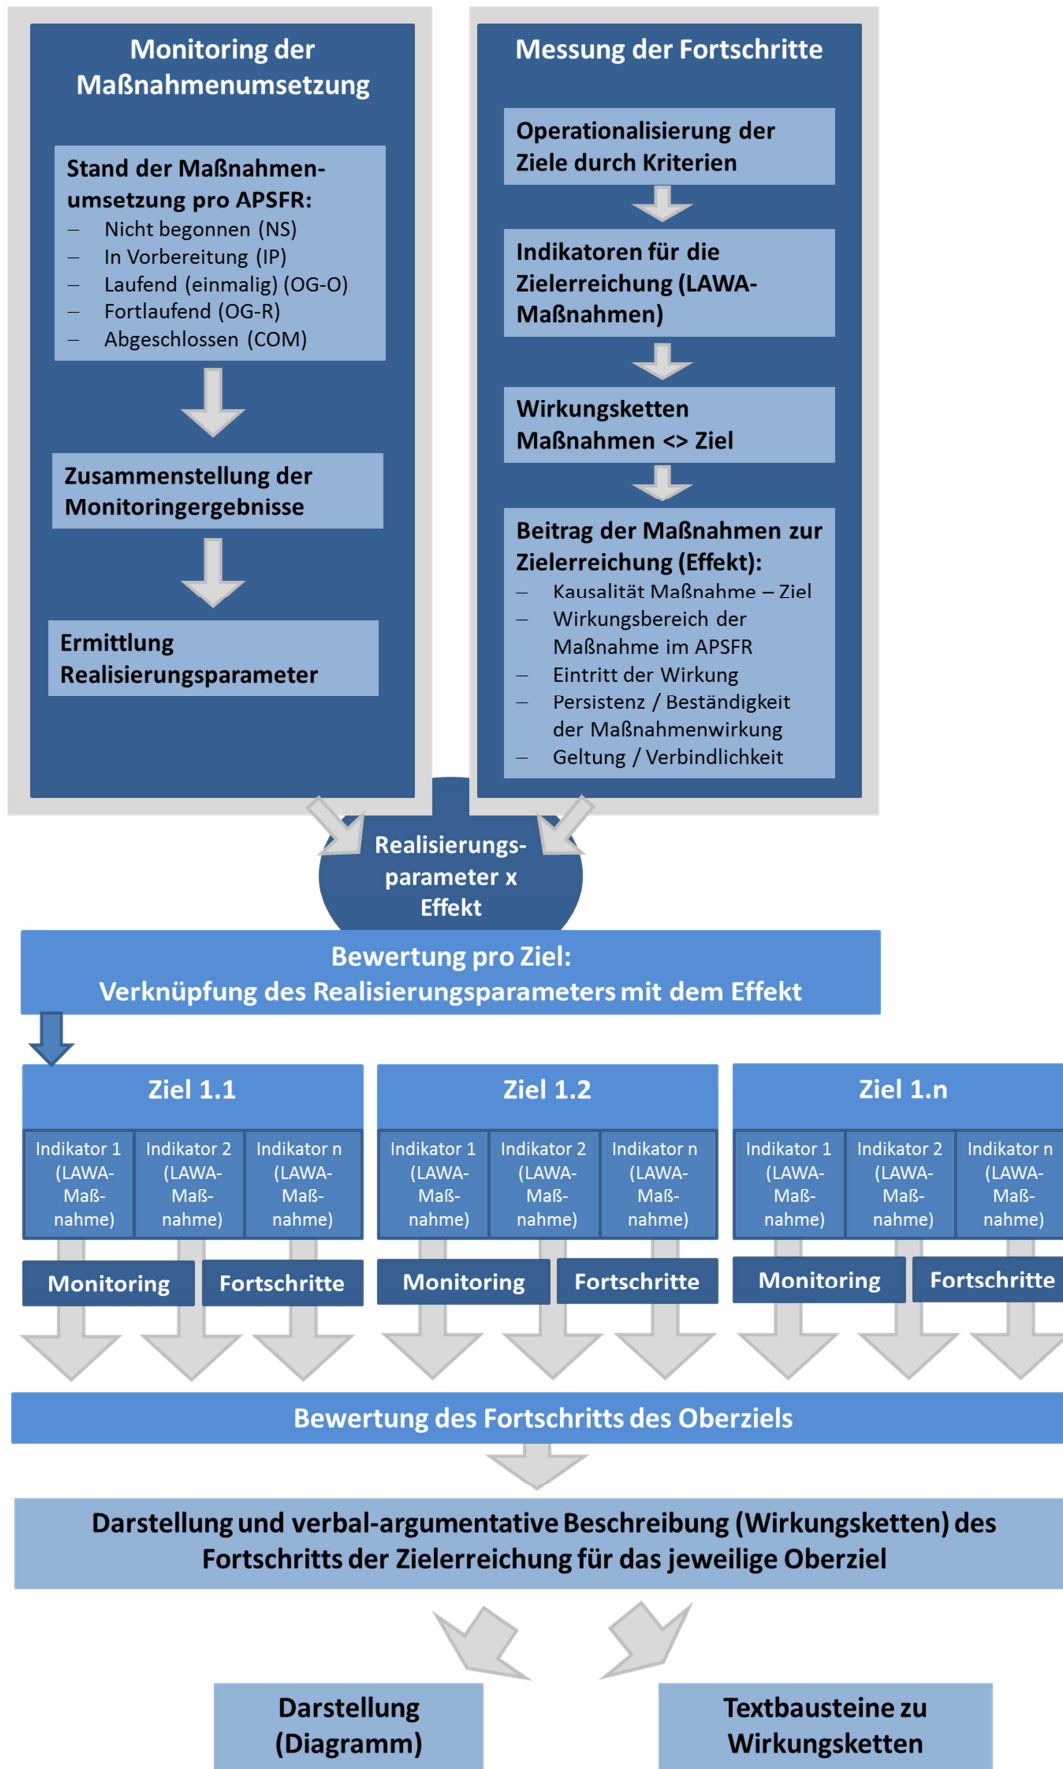 Monitoring der
Maßnahmenumsetzung
Stand der Maßnahmen-
umsetzung pro APSFR:
– Nicht begonnen (NS)
– In Vorbereitung (IP)
– Laufend (einmalig) (OG-O)
– Fortlaufend (OG-R)
– Abgeschlossen (COM)
Zusammenstellung der
Monitoringergebnisse
Ermittlung
Realisierungsparameter
Messung der Fortschritte
Operationalisierung der
Ziele durch Kriterien
Indikatoren für die
Zielerreichung (LAWA-
Maßnahmen)
Wirkungsketten
Maßnahmen <> Ziel
Beitrag der Maßnahmen zur
Zielerreichung (Effekt):
– Kausalität Maßnahme – Ziel
– Wirkungsbereich der
Maßnahme im APSFR
– Eintritt der Wirkung
– Persistenz / Beständigkeit
der Maßnahmenwirkung
– Geltung / Verbindlichkeit
Realisierungs-
parameter x
Effekt
Bewertung pro Ziel:
Verknüpfung des Realisierungsparameters mit dem Effekt
Ziel 1.1
Indikator 1
(LAWA-
Maß-
nahme)
Indikator 2
(LAWA-
Maß-
nahme)
Indikator n
(LAWA-
Maß-
nahme)
Monitoring
Fortschritte
Ziel 1.2
Indikator 1
(LAWA-
Maß-
nahme)
Indikator 2
(LAWA-
Maß-
nahme)
Indikator n
(LAWA-
Maß-
nahme)
Monitoring
Fortschritte
Ziel 1.n
Indikator 1
(LAWA-
Maß-
nahme)
Indikator 2
(LAWA-
Maß-
nahme)
Indikator n
(LAWA-
Maß-
nahme)
Monitoring
Fortschritte
Bewertung des Fortschritts des Oberziels
Darstellung und verbal-argumentative Beschreibung (Wirkungsketten) des
Fortschritts der Zielerreichung für das jeweilige Oberziel
Darstellung
(Diagramm)
Textbausteine zu
Wirkungsketten